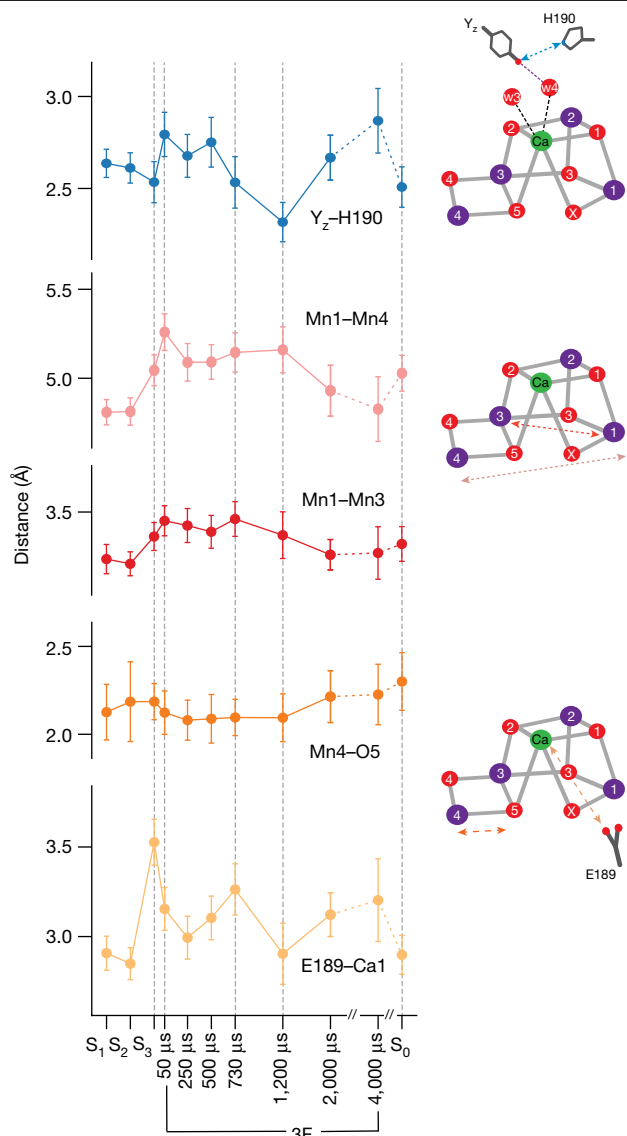 Distance (Å)
3.0
2.5
Yz–H190
5.5
5.0
Mn1–Mn4
3.5
Mn1–Mn3
2.5
2.0
Mn4–O5
3.5
3.0
E189–Ca1
S1
S2
S3
50 µs
250 µs
500 µs
730 µs
1,200 µs
2,000 µs
4,000 µs
S0
3F
Yz
H190
w3
w4
2
2
1
Ca
4
3
3
1
4
5
X
2
2
1
Ca
4
3
3
1
4
5
X
2
2
1
Ca
4
3
3
1
4
5
X
E189